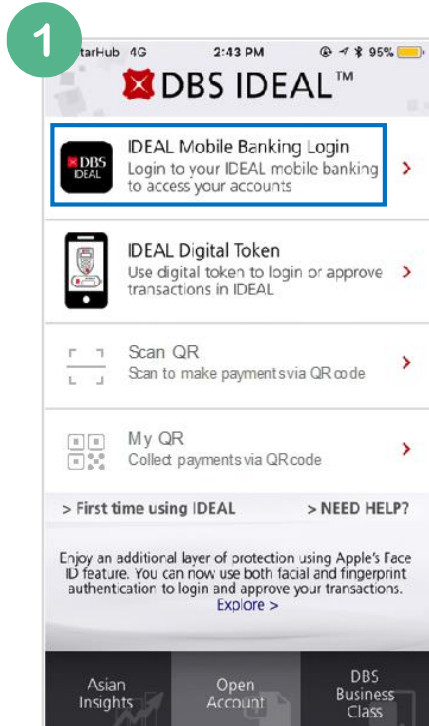 1
tarHub 4G 2:43 PM 95%
DBS IDEAL™
IDEAL Mobile Banking Login
DBS
IDEAL
Login to your IDEAL mobile banking
to access your accounts
IDEAL Digital Token
Use digital token to login or approve
transactions in IDEAL
Scan QR
Scan to make payments via QR code
My QR
Collect payments via QR code
> First time using IDEAL > NEED HELP?
Enjoy an additional layer of protection using Apple's Face
ID feature. You can now use both facial and fingerprint
authentication to login and approve your transactions.
Explore >
Asian
Insights
Open
Account
DBS
Business
Class